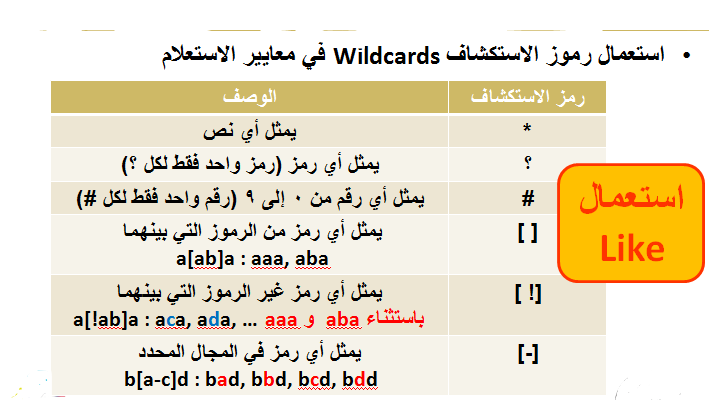 • استعمال رموز الاستكشاف Wildcards في معايير الاستعلام
رمز الاستكشاف الوصف
* يمثل أي نص
؟ يمثل أي رمز (رمز واحد فقط لكل ؟)
# يمثل أي رقم من ٠ إلى ٩ (رقم واحد فقط لكل #)
[ ] يمثل أي رمز من الرموز التي بينهما
a[ab]a : aaa, aba
[ !] يمثل أي رمز غير الرموز التي بينهما
a[!ab]a : aca, ada, ... aaa و aba باستثناء
[-] يمثل أي رمز في المجال المحدد
b[a-c]d : bad, bbd, bcd, bdd
استعمال
Like